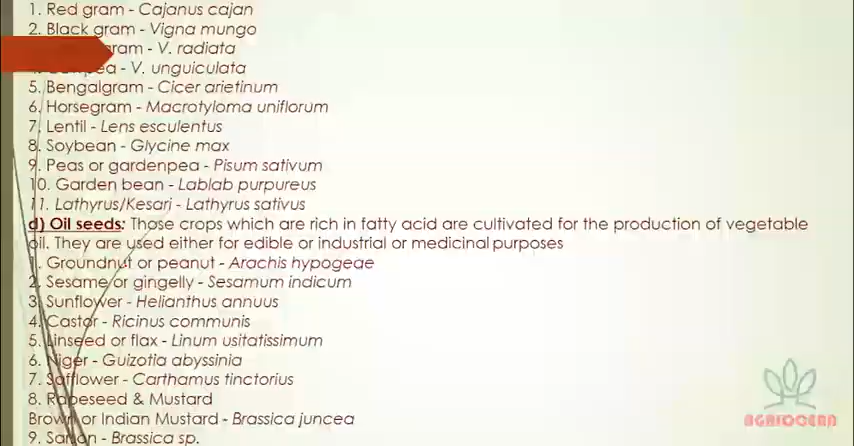 1. Red gram - Cajanus cajan
2. Black gram - Vigna mungo
gram - V. radiata
V. unguiculata
5. Bengalgram - Cicer arietinum
6. Horsegram - Macrotyloma uniflorum
7. Lentil - Lens esculentus
8. Soybean - Glycine max
9. Peas or gardenpea - Pisum sativum
10. Garden bean - Lablab purpureus
11. Lathyrus/Kesari - Lathyrus sativus
d) Oil seeds: Those crops which are rich in fatty acid are cultivated for the production of vegetable
oil. They are used either for edible or industrial or medicinal purposes
1. Groundnut or peanut - Arachis hypogeae
2. Sesame or gingelly - Sesamum indicum
3. Sunflower - Helianthus annuus
4. Castor - Ricinus communis
5. Linseed or flax - Linum usitatissimum
6. Niger - Guizotia abyssinia
7. Safflower - Carthamus tinctorius
8. Rapeseed & Mustard
Brown or Indian Mustard - Brassica juncea
9. Sarson - Brassica sp.
AGRIOCEAN